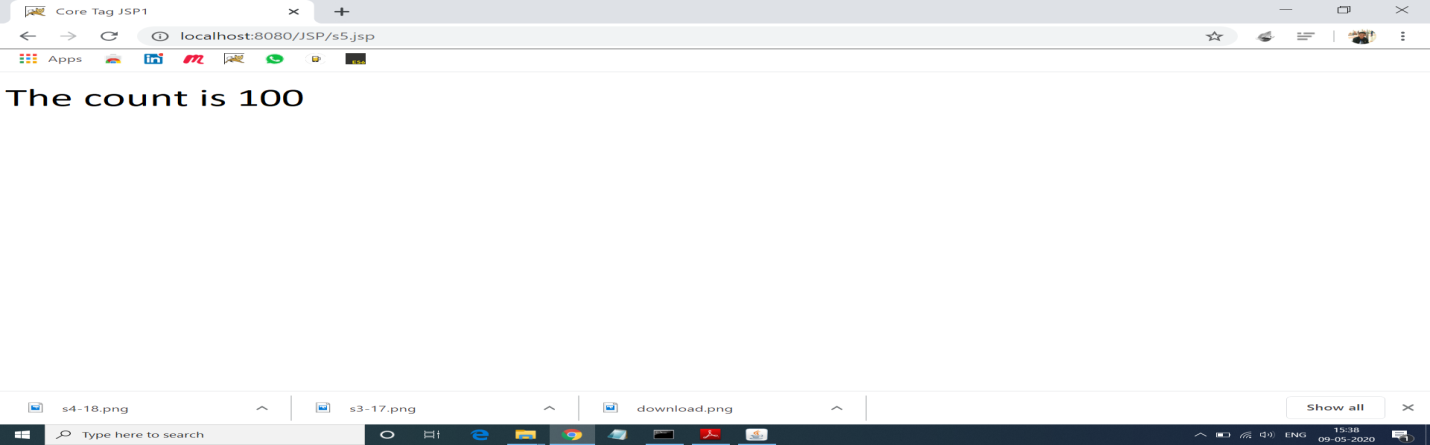 Core Tag JSP1
localhost:8080/JSP/s5.jsp
Apps
The count is 100
s4-18.png
s3-17.png
download.png
Show all
Type here to search
ENG
15:38
09-05-2020